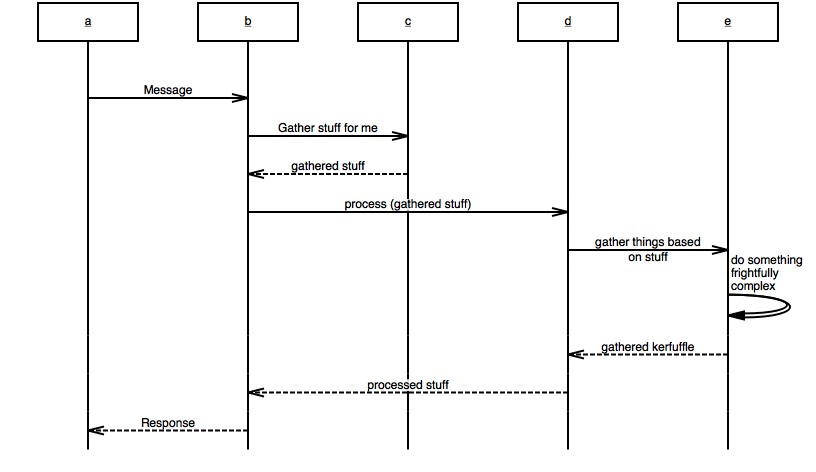 a
b
c
d
e
Message
Gather stuff for me
gathered stuff
process (gathered stuff)
gather things based
on stuff
do something
frightfully
complex
gathered kerfuffle
processed stuff
Response